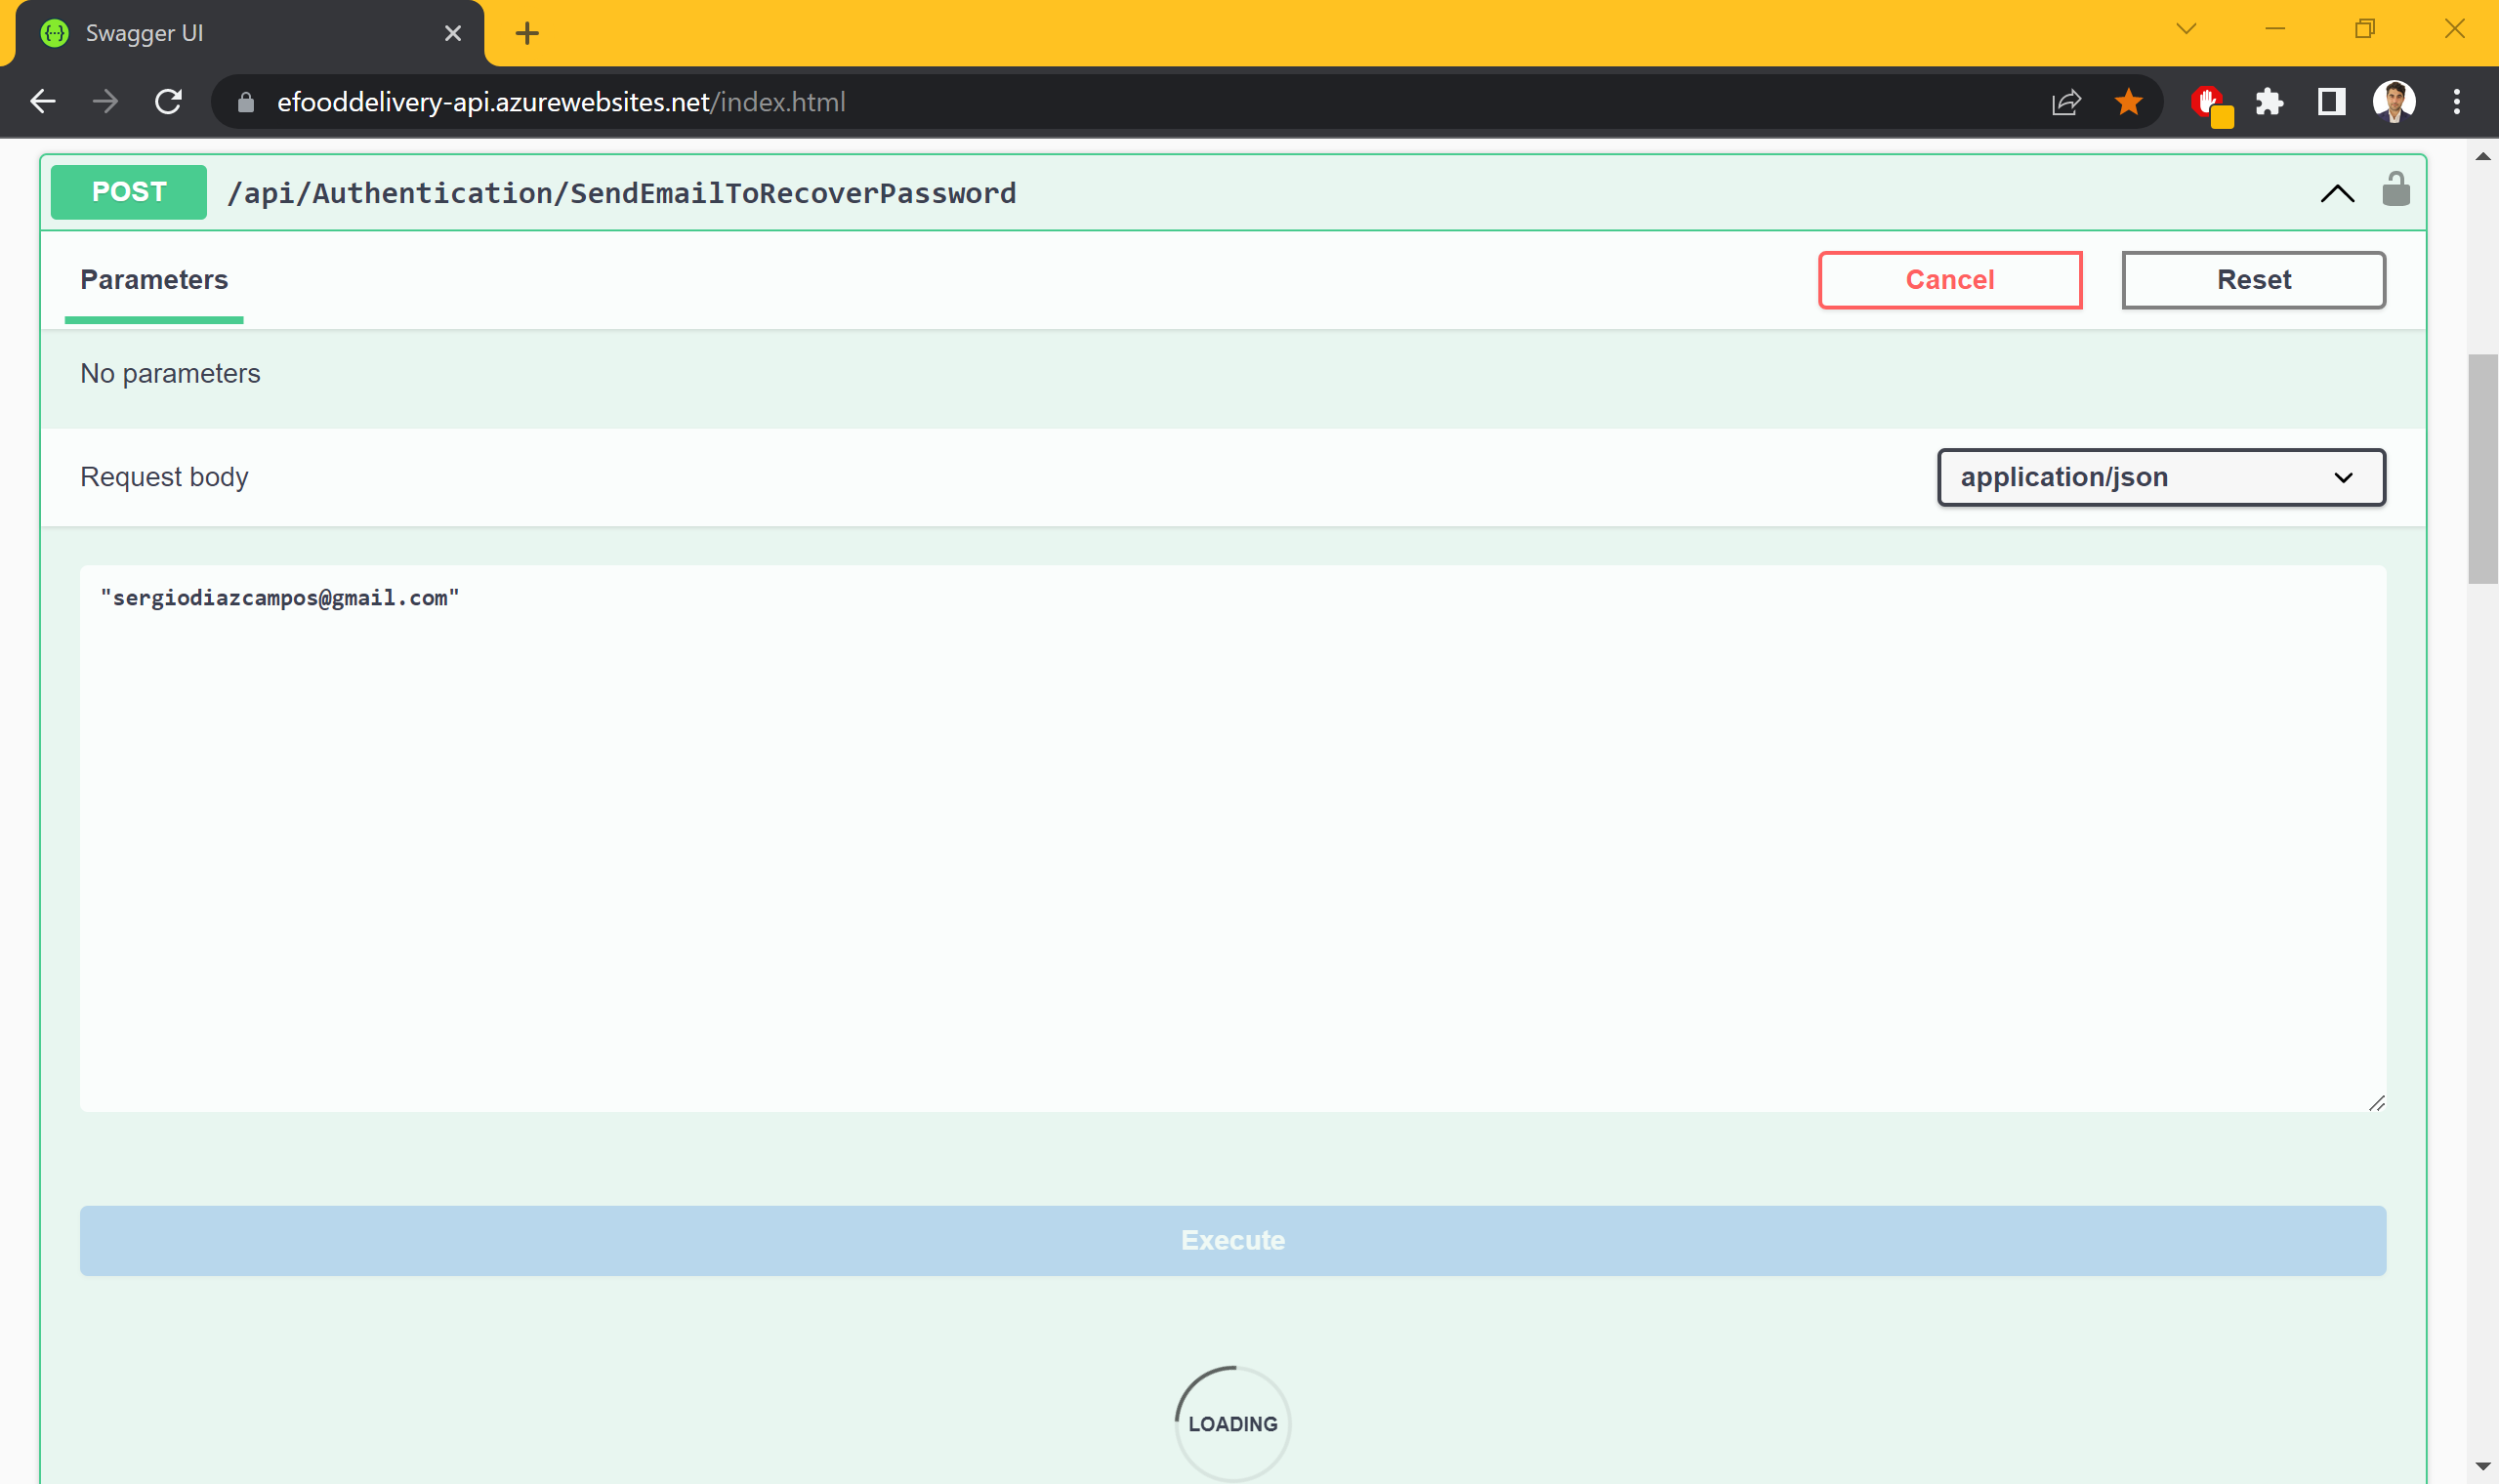 Swagger UI
efooddelivery-api.azurewebsites.net/index.html
POST /api/Authentication/SendEmailToRecoverPassword
Parameters
Cancel
Reset
No parameters
Request body
application/json
"sergiodiazcampos@gmail.com"
Execute
LOADING